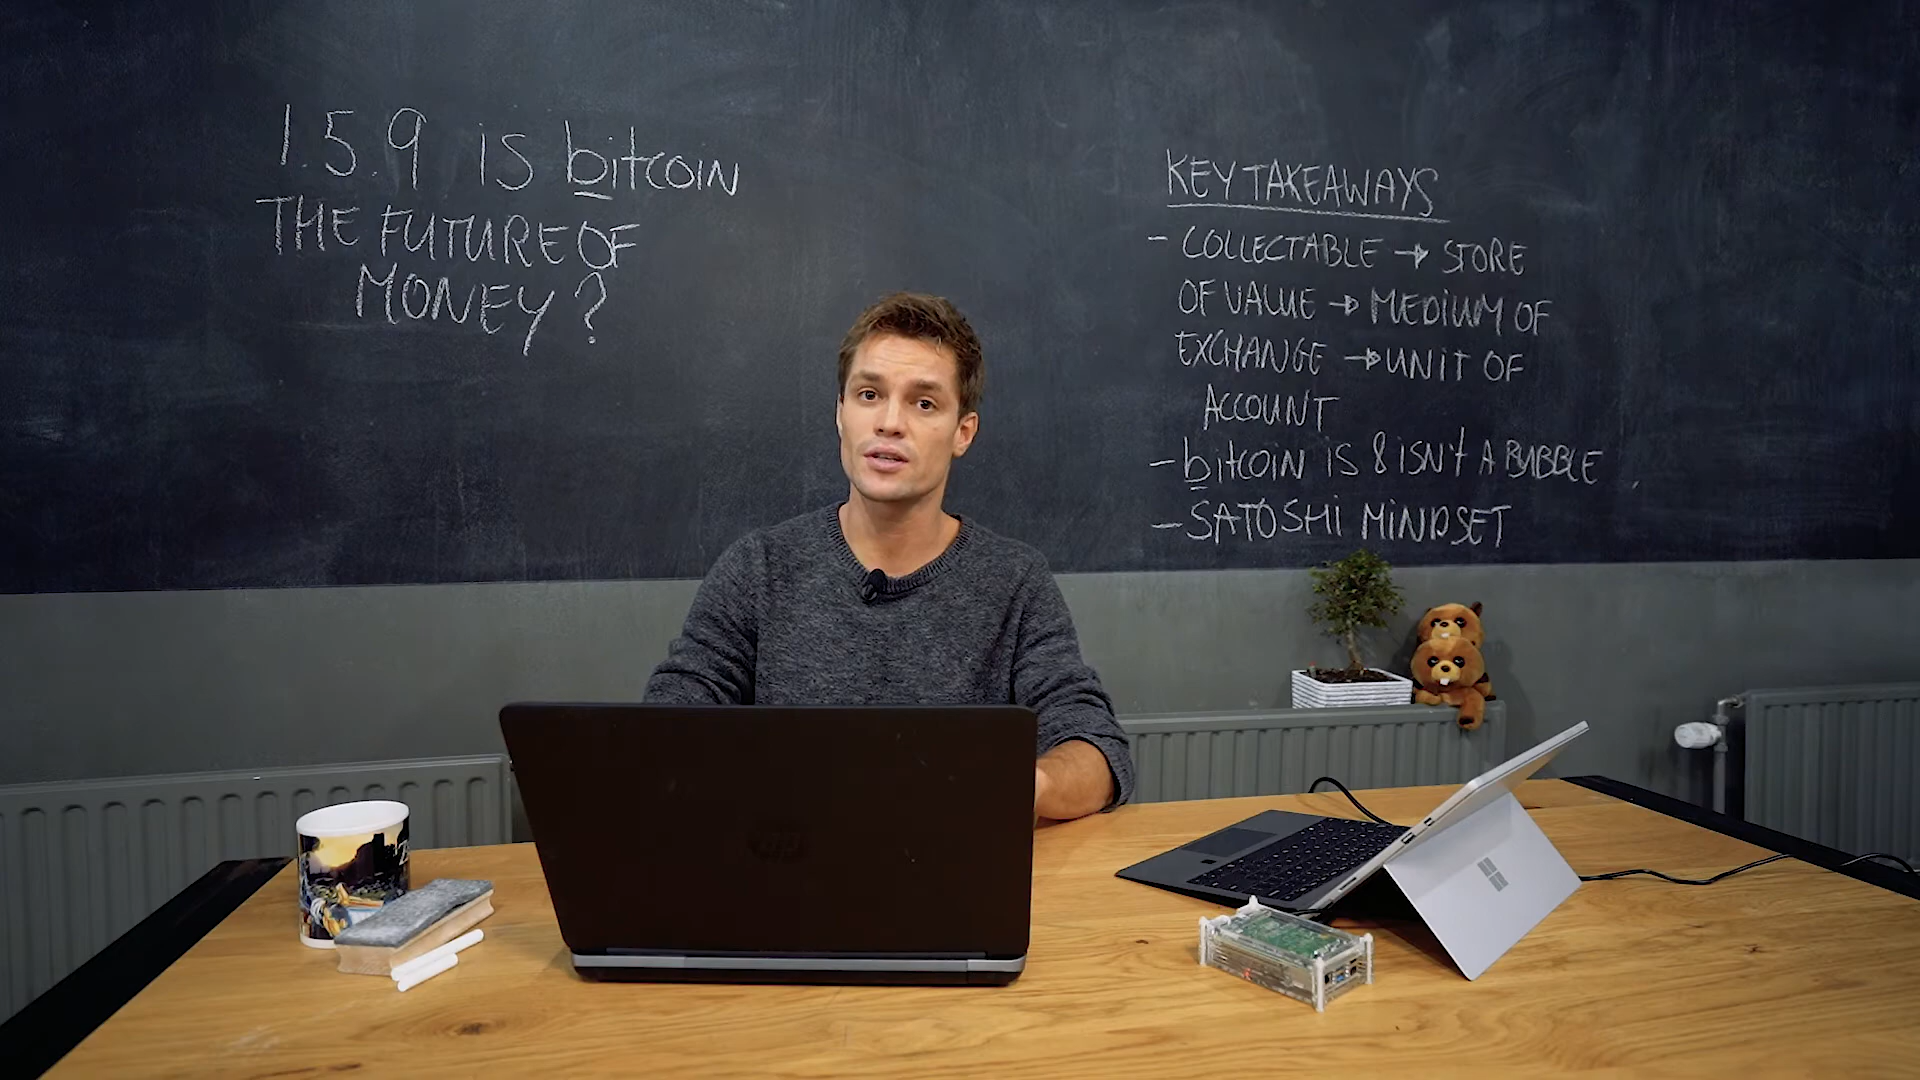 1.5.9 is bitcoin
THE FUTURE OF
MONEY?
KEY TAKEAWAYS
- COLLECTABLE → STORE
OF VALUE → MEDIUM OF
EXCHANGE → UNIT OF
ACCOUNT
- bitcoin is & isn't A BUBBLE
- SATOSHI MINDSET